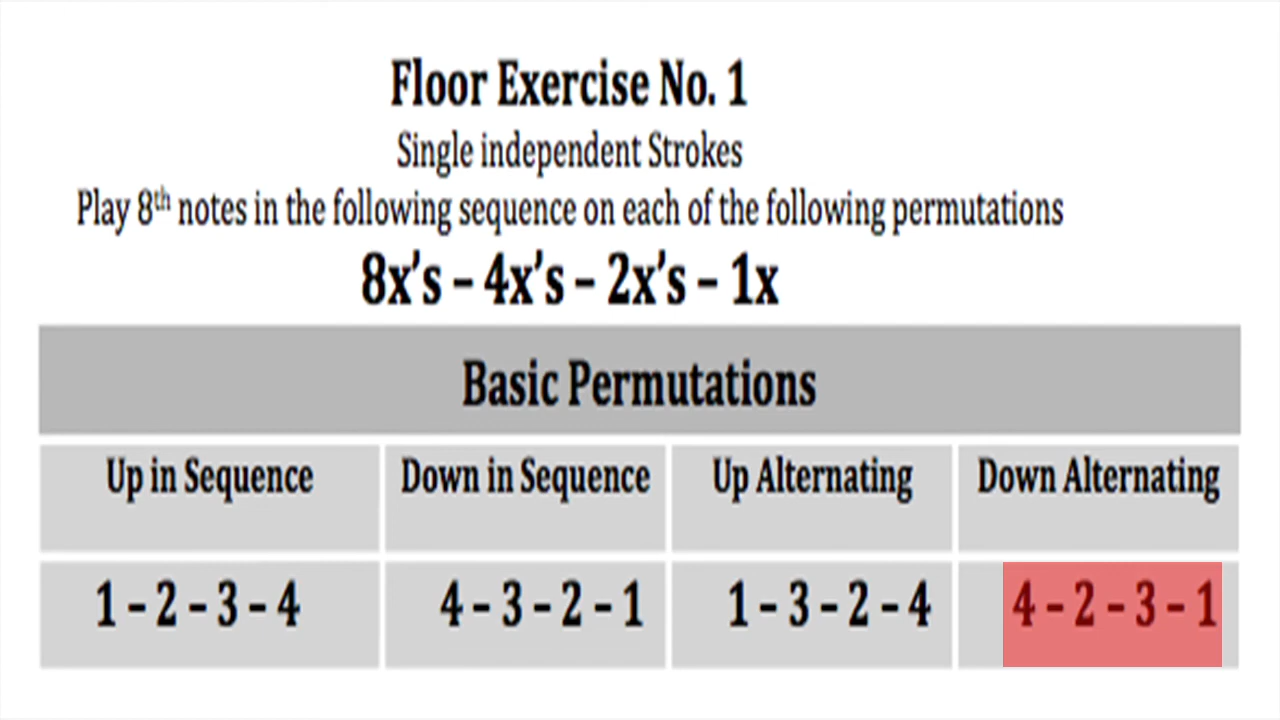 Floor Exercise No. 1
Single independent Strokes
Play 8th notes in the following sequence on each of the following permutations
8x's – 4x's – 2x's – 1x
Basic Permutations
Up in Sequence Down in Sequence Up Alternating Down Alternating
1 – 2 – 3 – 4 4 – 3 – 2 – 1 1 – 3 – 2 – 4 4 – 2 – 3 – 1